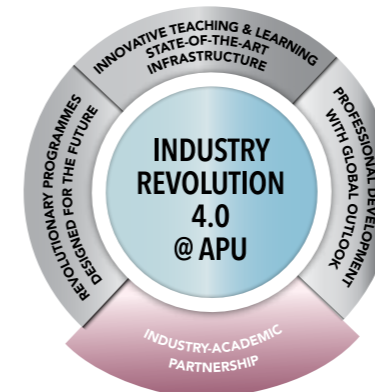 INNOVATIVE TEACHING & LEARNING
STATE-OF-THE-ART
INFRASTRUCTURE
REVOLUTIONARY PROGRAMMES
DESIGNED FOR THE FUTURE
INDUSTRY
REVOLUTION
4.0
@ APU
PROFESSIONAL DEVELOPMENT
WITH GLOBAL OUTLOOK
INDUSTRY-ACADEMIC
PARTNERSHIP